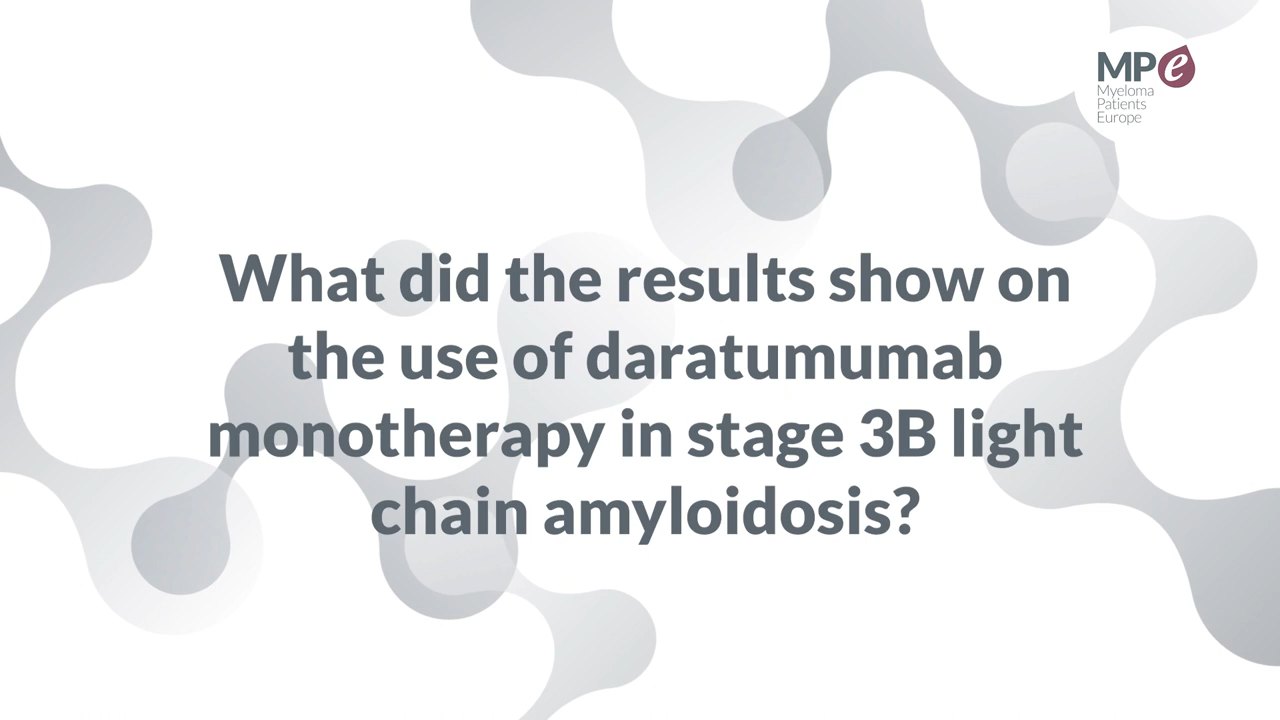 MPe
Myeloma
Patients
Europe
What did the results show on
the use of daratumumab
monotherapy in stage 3B light
chain amyloidosis?